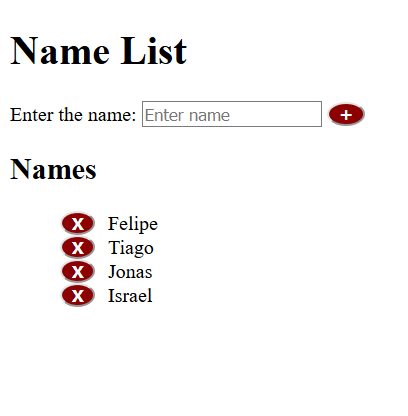 Name List
Enter the name: Enter name +
Names
X Felipe
X Tiago
X Jonas
X Israel